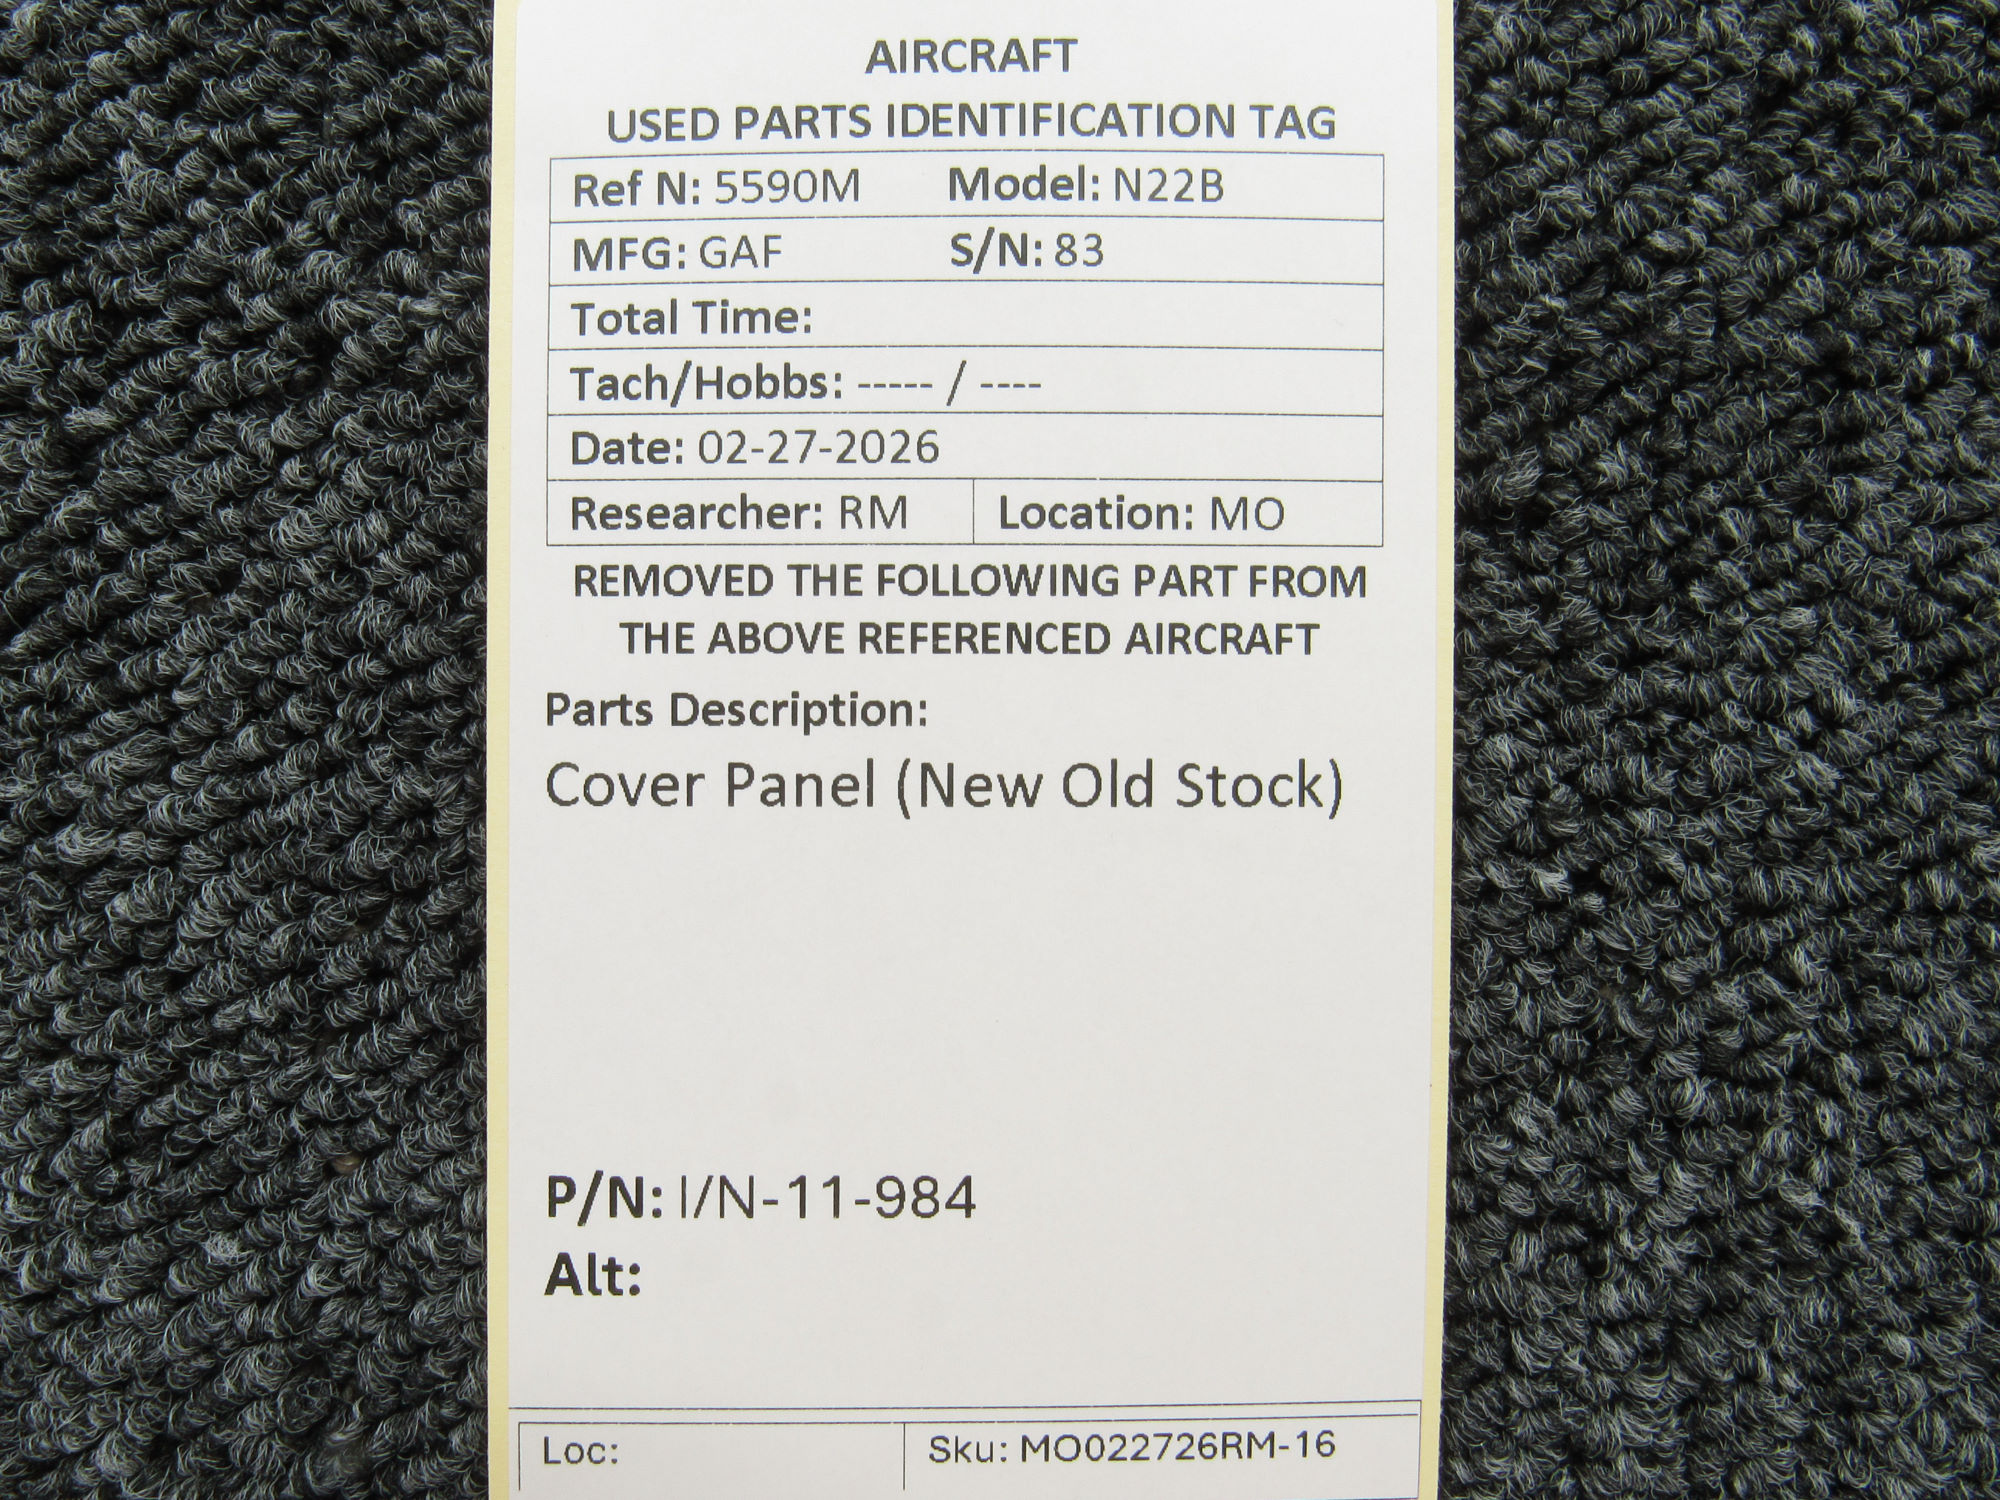 AIRCRAFT
USED PARTS IDENTIFICATION TAG
Ref N: 5590M Model: N22B
MFG: GAF S/N: 83
Total Time:
Tach/Hobbs: ----- / ----
Date: 02-27-2026
Researcher: RM Location: MO
REMOVED THE FOLLOWING PART FROM
THE ABOVE REFERENCED AIRCRAFT
Parts Description:
Cover Panel (New Old Stock)
P/N: I/N-11-984
Alt:
Loc: Sku: MO022726RM-16